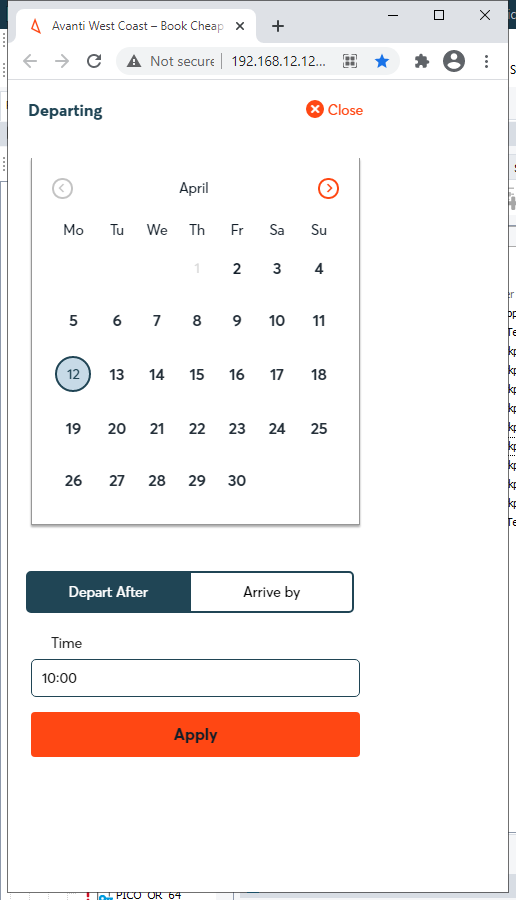 Avanti West Coast – Book Cheap
Not secure 192.168.12.12...
Departing
Close
April
Mo Tu We Th Fr Sa Su
1 2 3 4
5 6 7 8 9 10 11
12 13 14 15 16 17 18
19 20 21 22 23 24 25
26 27 28 29 30
Depart After Arrive by
Time
10:00
Apply
PICO_OR_64